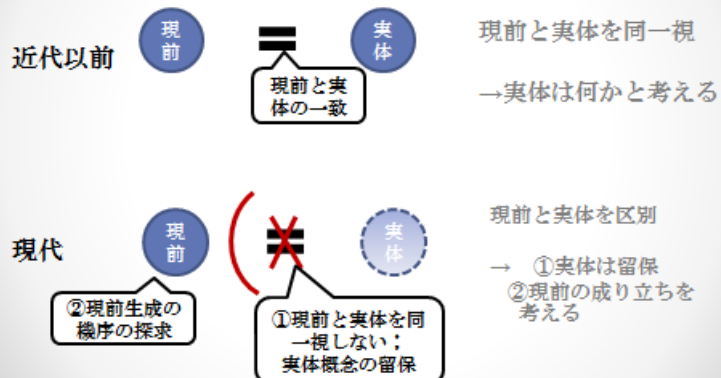 近代以前
現前
=
実体
現前と実
体の一致
現前と実体を同一視
→実体は何かと考える
現代
現前
=
実体
②現前生成の
機序の探求
①現前と実体を同
一視しない；
実体概念の留保
現前と実体を区別
→ ①実体は留保
②現前の成り立ちを
考える